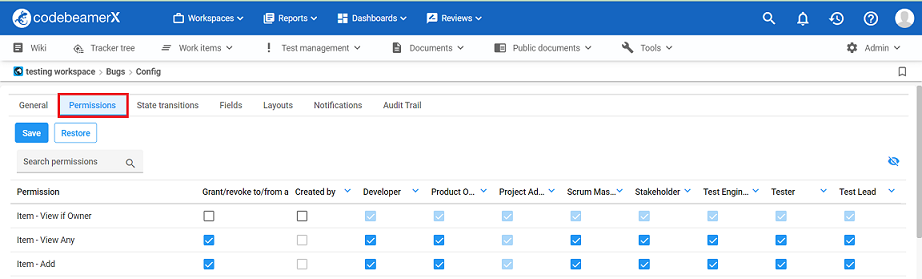 codebeamerX Workspaces Reports Dashboards Reviews
Wiki Tracker tree Work items Test management Documents Public documents Tools Admin
testing workspace > Bugs > Config
General Permissions State transitions Fields Layouts Notifications Audit Trail
Save Restore
Search permissions
Permission Grant/revoke to/from a Created by Developer Product O... Project Ad... Scrum Mas... Stakeholder Test Engin... Tester Test Lead
Item - View if Owner
Item - View Any
Item - Add